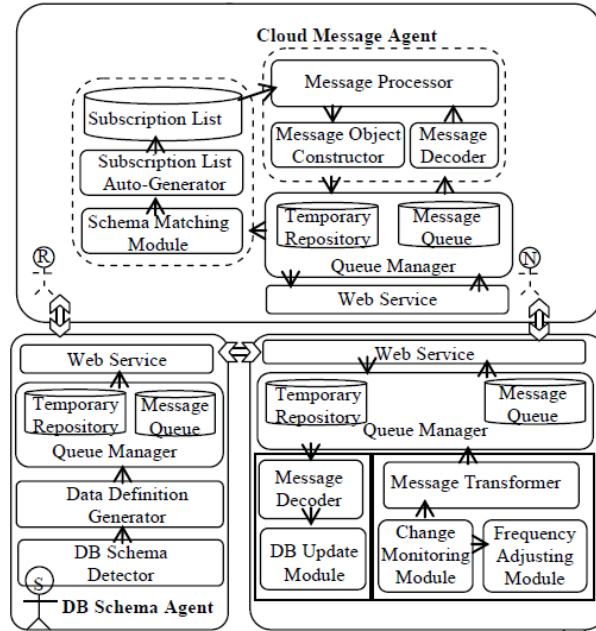 Cloud Message Agent
Message Processor
Subscription List
Message Object
Constructor
Message
Decoder
Subscription List
Auto-Generator
Schema Matching
Module
Temporary
Repository
Message
Queue
Queue Manager
Web Service
R
N
Web Service
Temporary
Repository
Message
Queue
Queue Manager
Data Definition
Generator
DB Schema
Detector
S
DB Schema Agent
Web Service
Temporary
Repository
Message
Queue
Queue Manager
Message
Decoder
DB Update
Module
Message Transformer
Change
Monitoring
Module
Frequency
Adjusting
Module